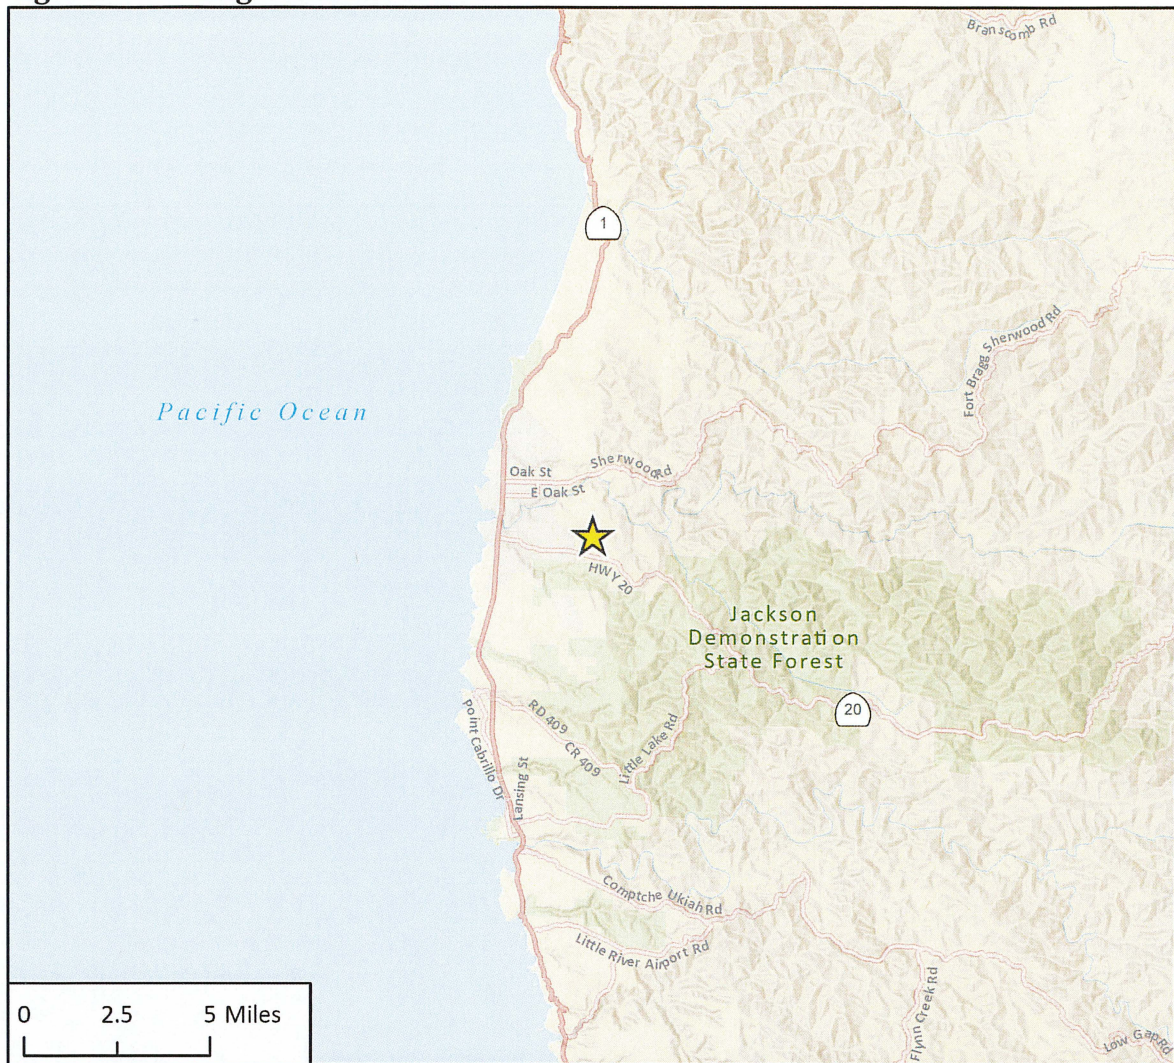 Branscomb Rd
1
Fort Bragg Sherwood Rd
Pacific Ocean
Oak St
Sherwood Rd
E Oak St
HWY 20
Jackson
Demonstration
State Forest
20
RD 409
CR 409
Little Lake Rd
Point Cabrillo Dr
Lansing St
Comptche Ukiah Rd
Little River Airport Rd
Flynn Creek Rd
Low Gap Rd
0 2.5 5 Miles